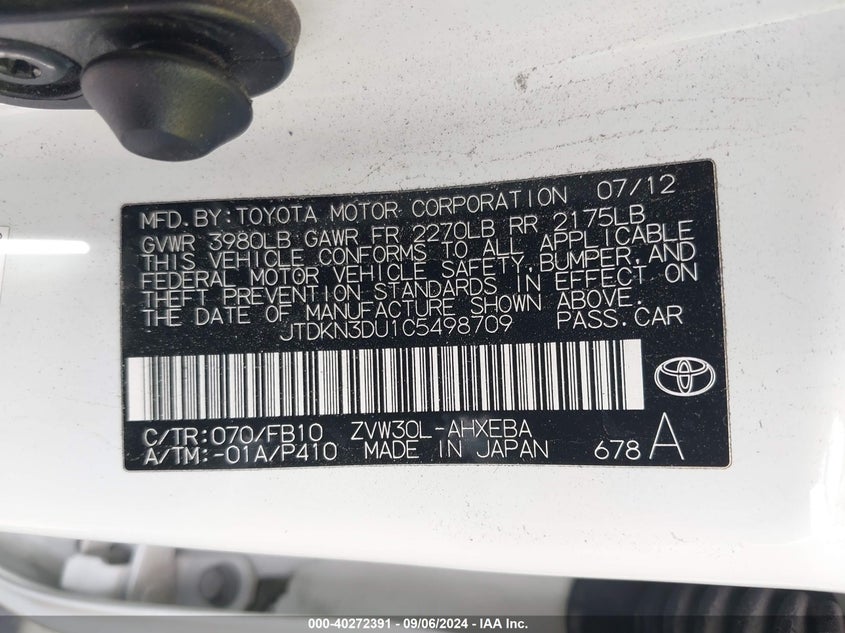 MFD. BY: TOYOTA MOTOR CORPORATION 07/12
GVWR 3980LB GAWR FR 2270LB RR 2175LB
THIS VEHICLE CONFORMS TO ALL APPLICABLE
FEDERAL MOTOR VEHICLE SAFETY, BUMPER, AND
THEFT PREVENTION STANDARDS IN EFFECT ON
THE DATE OF MANUFACTURE SHOWN ABOVE.
JTDKN3DU1C5498709 PASS. CAR
C/TR: 070/FB10 ZVW30L-AHXEBA
A/TM: -01A/P410 MADE IN JAPAN 678 A
000-40272391 - 09/06/2024 - IAA Inc.